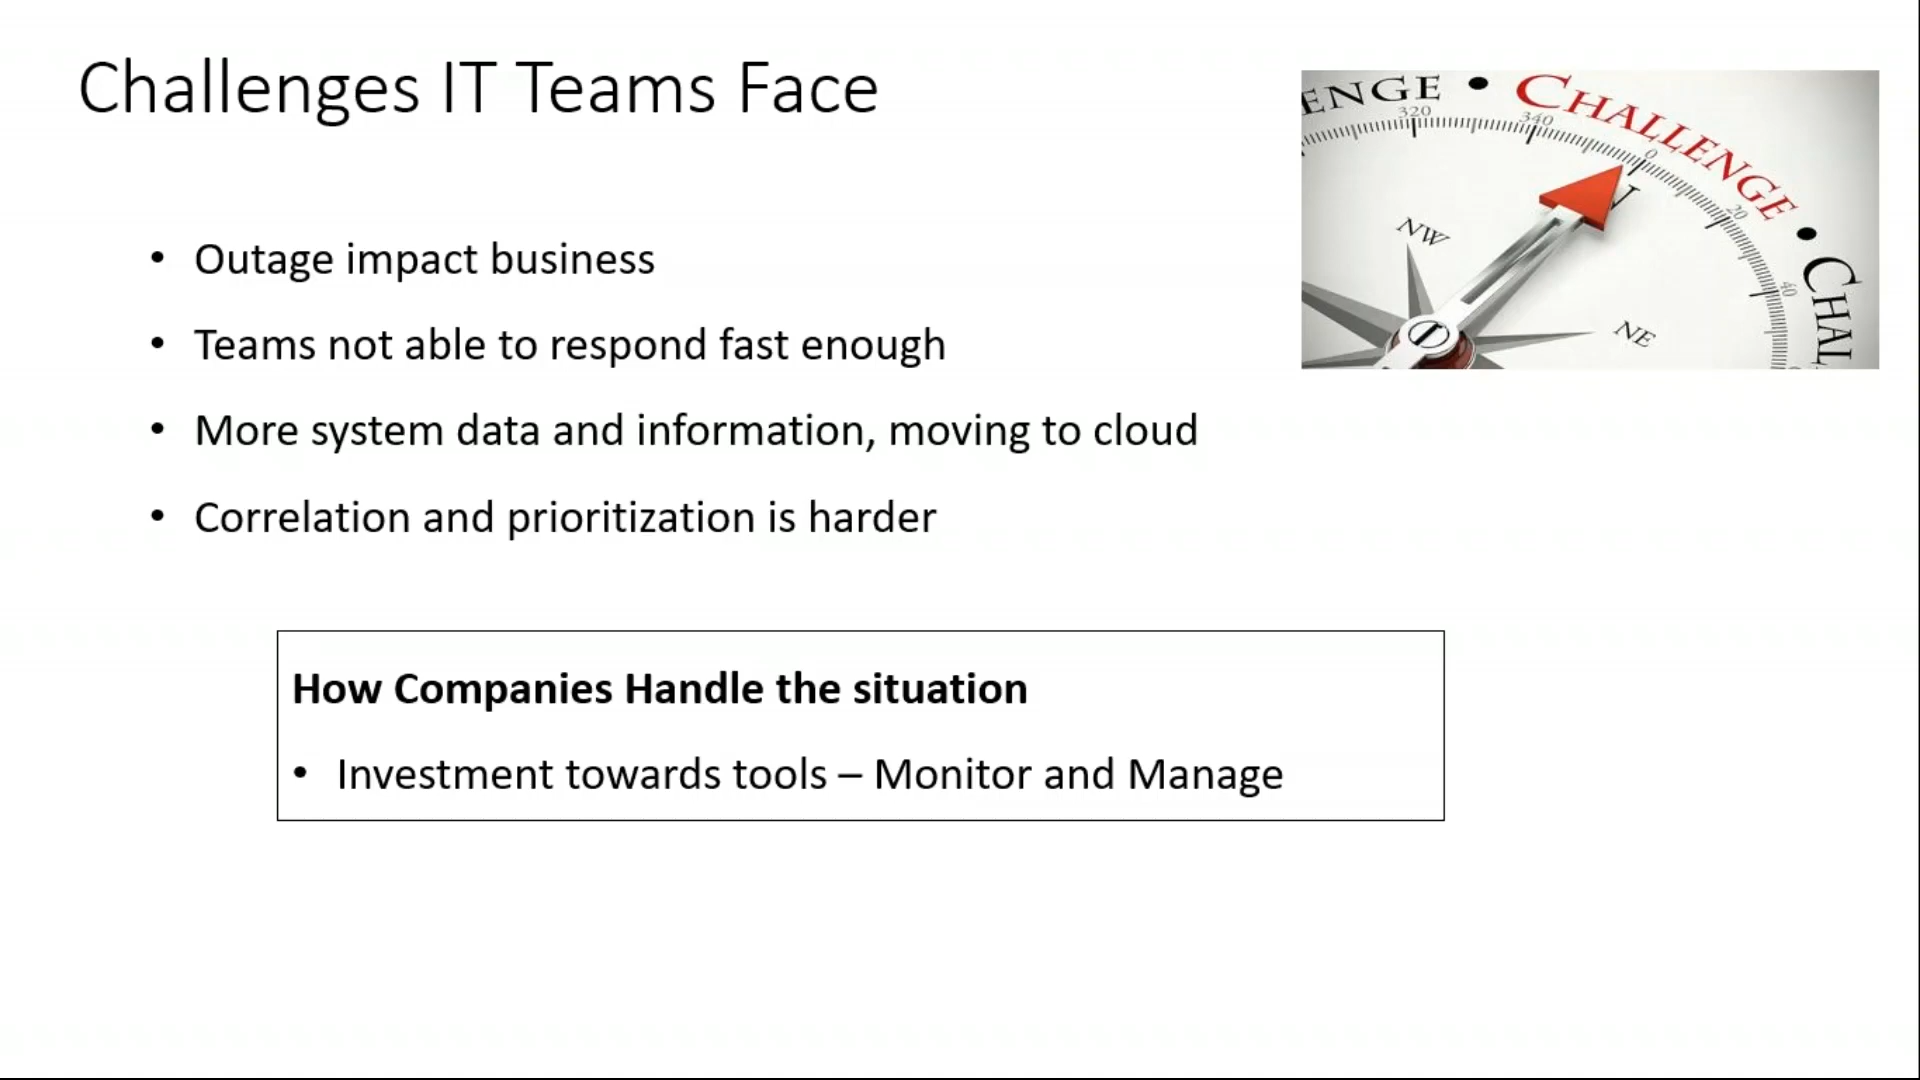 Challenges IT Teams Face
ENGE • CHALLENGE • CHAL
320
340
0
20
40
NW
NE
• Outage impact business
• Teams not able to respond fast enough
• More system data and information, moving to cloud
• Correlation and prioritization is harder
How Companies Handle the situation
• Investment towards tools – Monitor and Manage